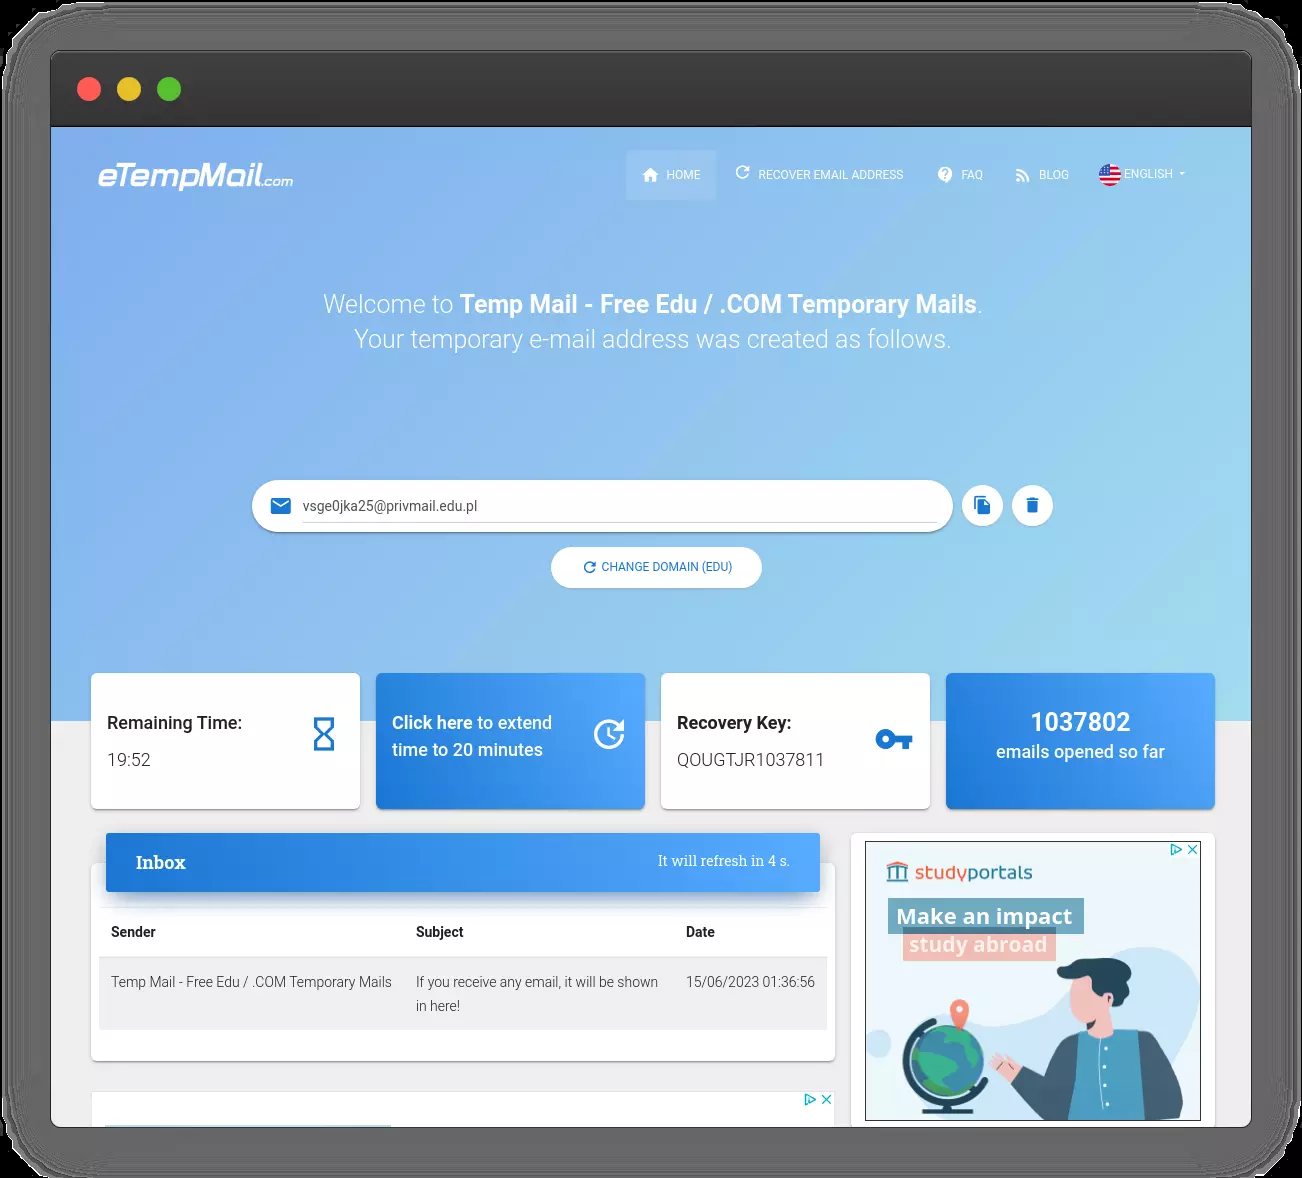 eTempMail.com
HOME
RECOVER EMAIL ADDRESS
FAQ
BLOG
ENGLISH
Welcome to Temp Mail - Free Edu / .COM Temporary Mails.
Your temporary e-mail address was created as follows.
vsge0jka25@privmail.edu.pl
CHANGE DOMAIN (EDU)
Remaining Time:
19:52
Click here to extend
time to 20 minutes
Recovery Key:
QOUGTJR1037811
1037802
emails opened so far
Inbox
It will refresh in 4 s.
Sender
Subject
Date
Temp Mail - Free Edu / .COM Temporary Mails
If you receive any email, it will be shown
in here!
15/06/2023 01:36:56
studyportals
Make an impact
study abroad